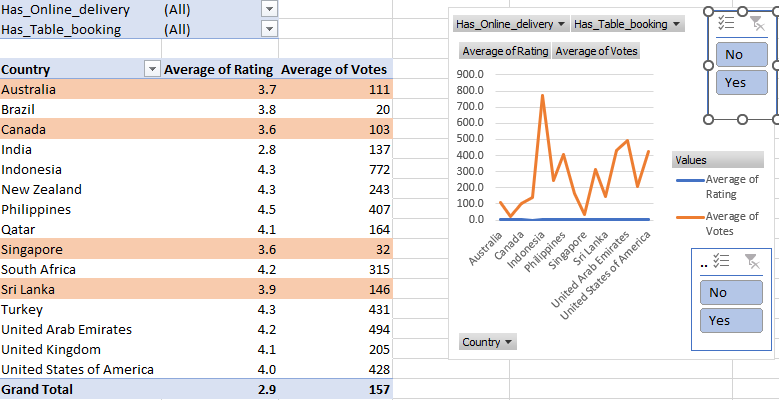 Has_Online_delivery (All)
Has_Table_booking (All)
Country Average of Rating Average of Votes
Australia 3.7 111
Brazil 3.8 20
Canada 3.6 103
India 2.8 137
Indonesia 4.3 772
New Zealand 4.3 243
Philippines 4.5 407
Qatar 4.1 164
Singapore 3.6 32
South Africa 4.2 315
Sri Lanka 3.9 146
Turkey 4.3 431
United Arab Emirates 4.2 494
United Kingdom 4.1 205
United States of America 4.0 428
Grand Total 2.9 157
Has_Online_delivery Has_Table_booking
Average of Rating Average of Votes
900.0
800.0
700.0
600.0
500.0
400.0
300.0
200.0
100.0
0.0
Australia
Canada
Indonesia
Philippines
Singapore
Sri Lanka
United Arab Emirates
United States of America
Country
Values
Average of
Rating
Average of
Votes
No
Yes
..
No
Yes